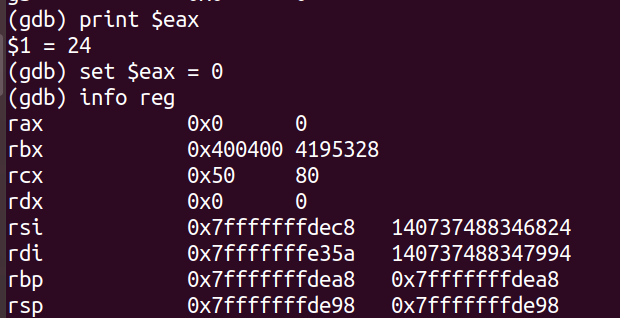 (gdb) print $eax
$1 = 24
(gdb) set $eax = 0
(gdb) info reg
rax 0x0 0
rbx 0x400400 4195328
rcx 0x50 80
rdx 0x0 0
rsi 0x7fffffffdec8 140737488346824
rdi 0x7fffffffe35a 140737488347994
rbp 0x7fffffffdea8 0x7fffffffdea8
rsp 0x7fffffffde98 0x7fffffffde98